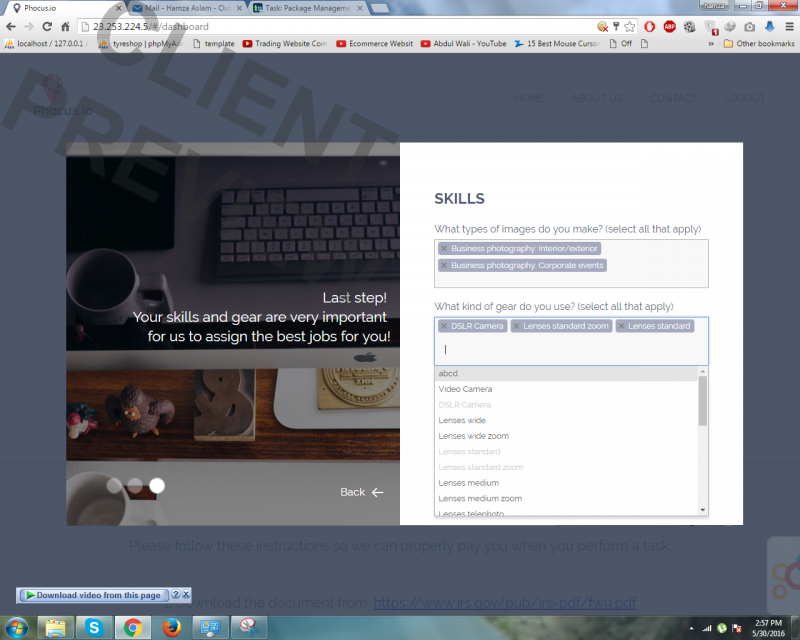 Phocus.io
Mail - Hamza Aslam - Out
Task: Package Manageme
hamza
23.253.224.5/#/dashboard
localhost / 127.0.0.1 /
tyreshop | phpMyAd
template
Trading Website Com
Ecommerce Websit
Abdul Wali - YouTube
15 Best Mouse Cursor
Off
Other bookmarks
CLIENT
PREVIEW
Phocus.io
HOME
ABOUT US
CONTACT
LOGOUT
Last step!
Your skills and gear are very important
for us to assign the best jobs for you!
Back
SKILLS
What types of images do you make? (select all that apply)
Business photography: Interior/exterior
Business photography: Corporate events
What kind of gear do you use? (select all that apply)
DSLR Camera
Lenses standard zoom
Lenses standard
abcd
Video Camera
DSLR Camera
Lenses wide
Lenses wide zoom
Lenses standard
Lenses standard zoom
Lenses medium
Lenses medium zoom
Lenses telephoto
Please follow these instructions so we can properly pay you when you perform a task
Download video from this page
1. Download the document from: https://www.irs.gov/pub/irs-pdf/fw9.pdf
2:57 PM
5/30/2016